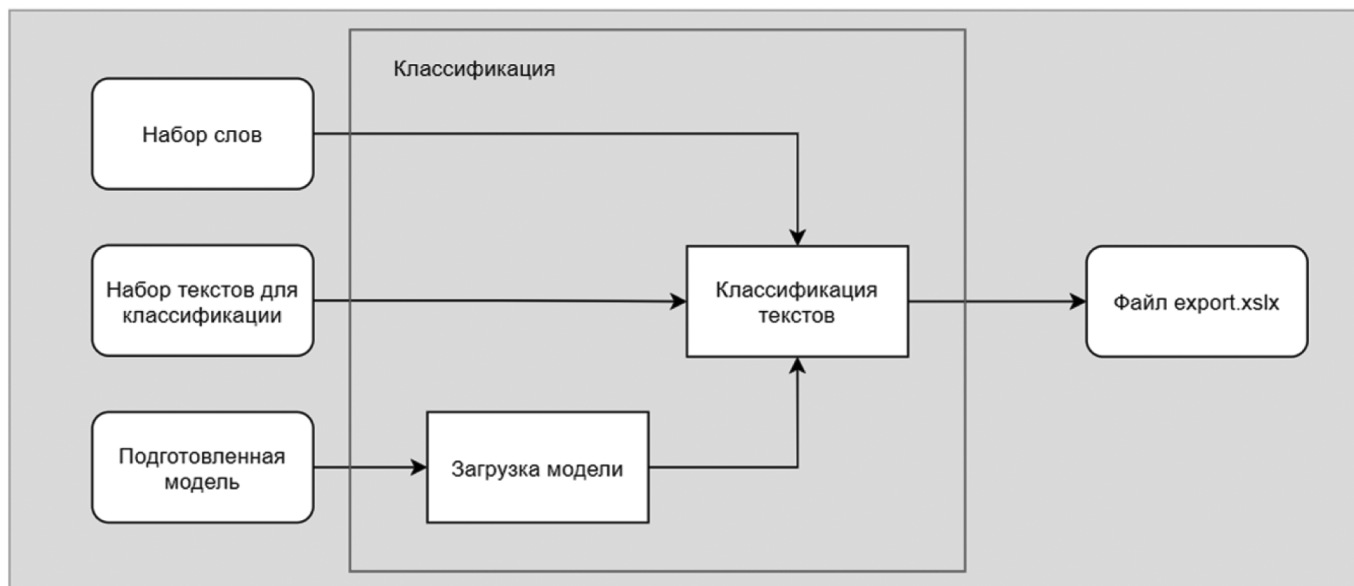 Классификация
Набор слов
Набор текстов для
классификации
Классификация
текстов
Файл export.xslx
Подготовленная
модель
Загрузка модели